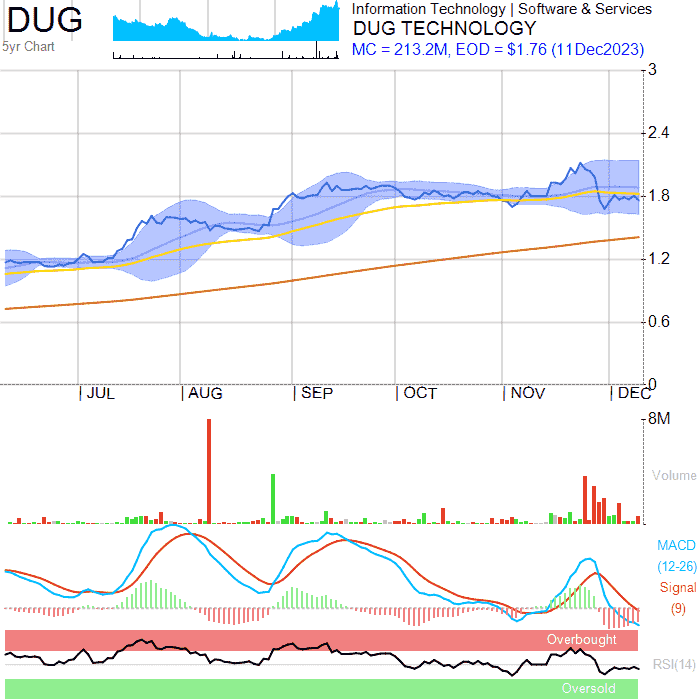 DUG
5yr Chart
Information Technology | Software & Services
DUG TECHNOLOGY
MC = 213.2M, EOD = $1.76 (11Dec2023)
3
2.4
1.8
1.2
0.6
0
JUL AUG SEP OCT NOV DEC
8M
Volume
MACD
(12-26)
Signal
(9)
Overbought
RSI(14)
Oversold